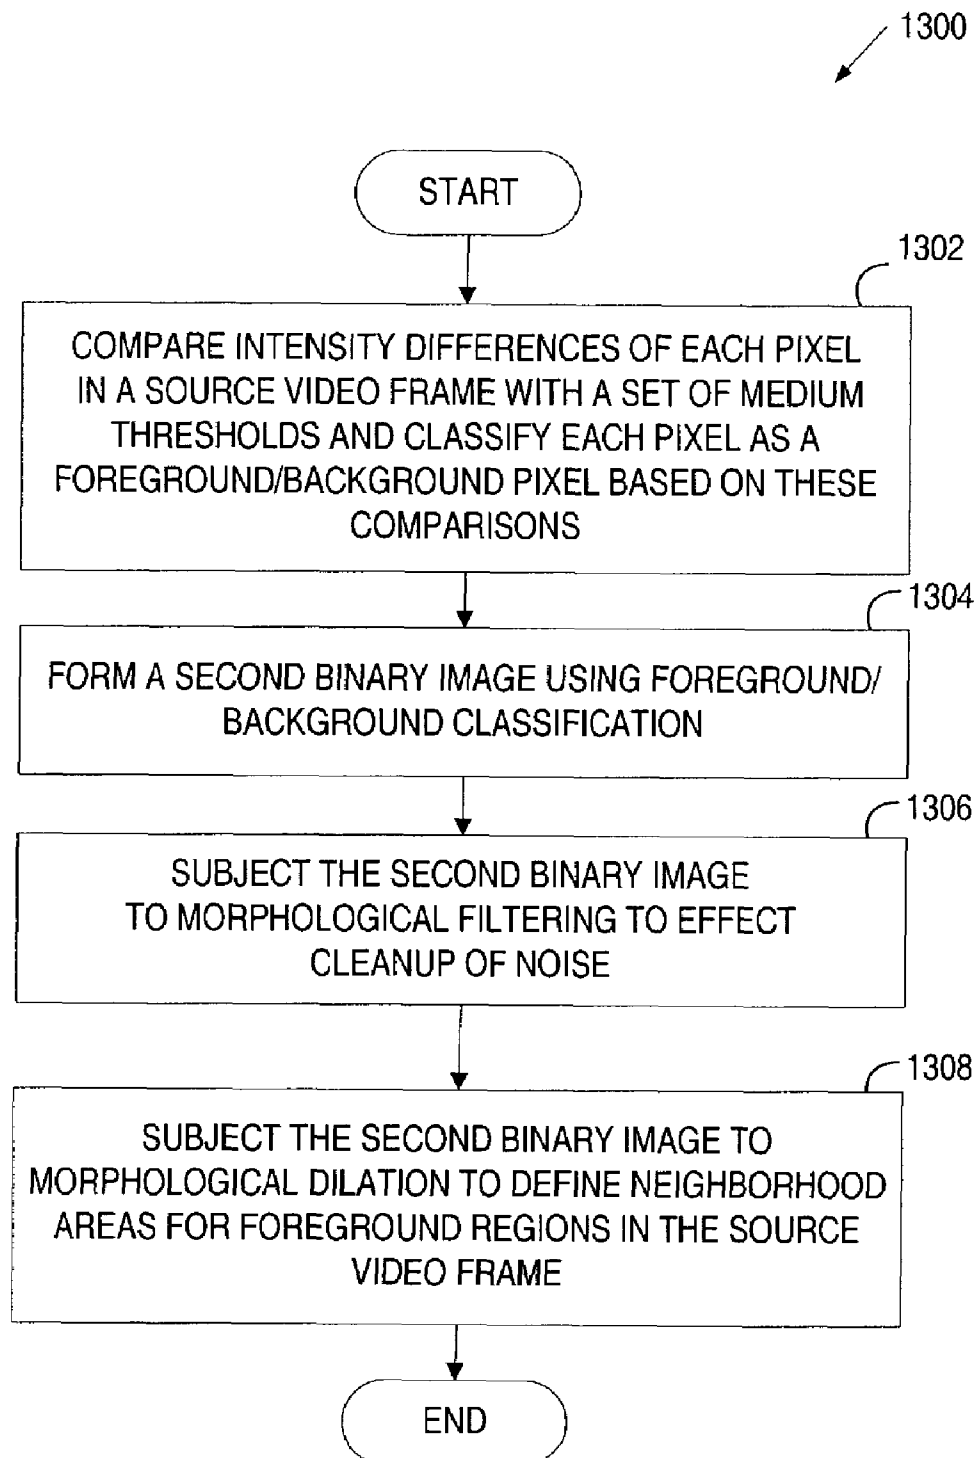 1300
START
1302
COMPARE INTENSITY DIFFERENCES OF EACH PIXEL
IN A SOURCE VIDEO FRAME WITH A SET OF MEDIUM
THRESHOLDS AND CLASSIFY EACH PIXEL AS A
FOREGROUND/BACKGROUND PIXEL BASED ON THESE
COMPARISONS
1304
FORM A SECOND BINARY IMAGE USING FOREGROUND/
BACKGROUND CLASSIFICATION
1306
SUBJECT THE SECOND BINARY IMAGE
TO MORPHOLOGICAL FILTERING TO EFFECT
CLEANUP OF NOISE
1308
SUBJECT THE SECOND BINARY IMAGE TO
MORPHOLOGICAL DILATION TO DEFINE NEIGHBORHOOD
AREAS FOR FOREGROUND REGIONS IN THE SOURCE
VIDEO FRAME
END